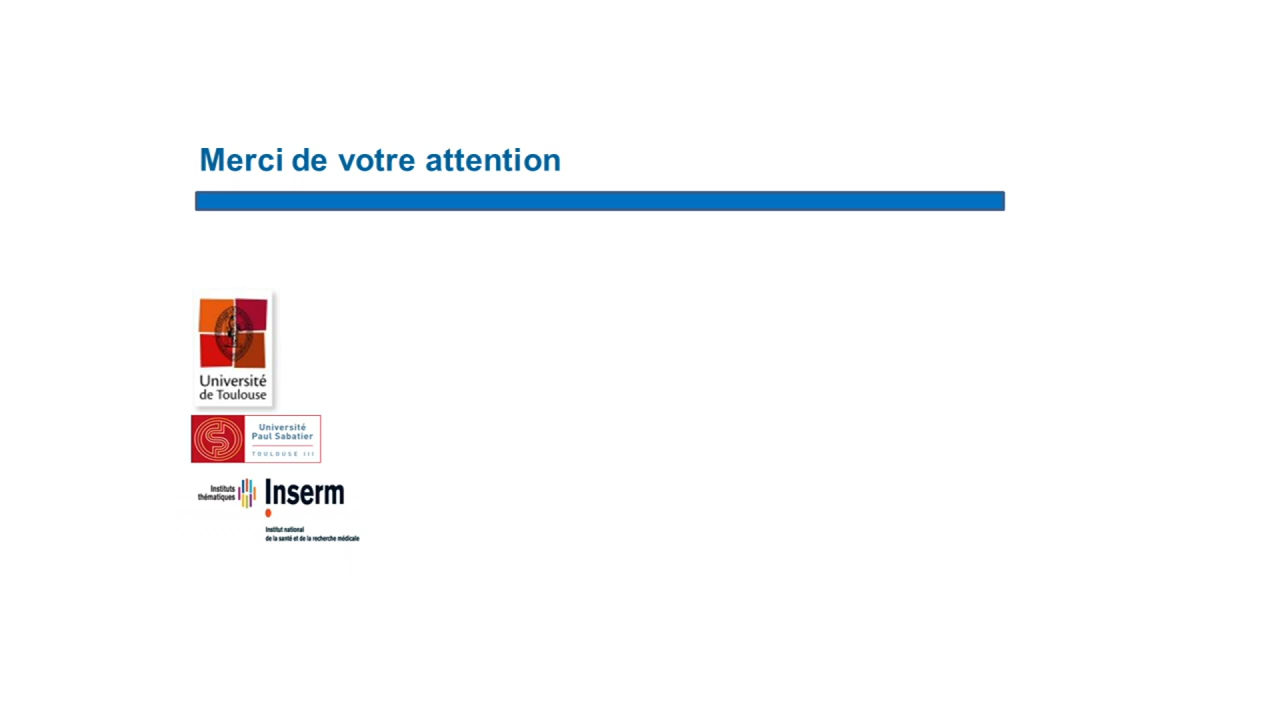 Merci de votre attention
Université
de Toulouse
Université
Paul Sabatier
TOULOUSE III
Instituts
thématiques
Inserm
Institut national
de la santé et de la recherche médicale